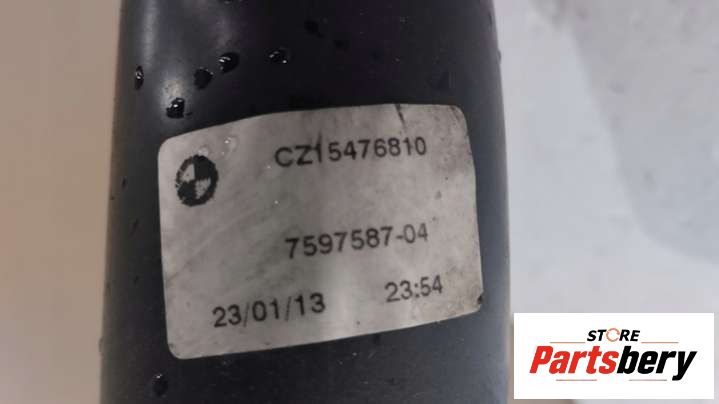 CZ15476810
7597587-04
23/01/13 23:54
STORE
Partsbery